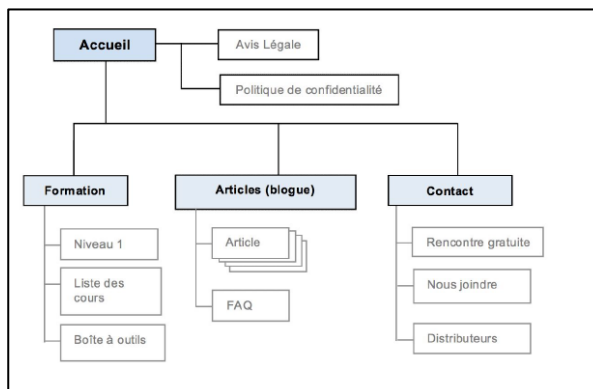 Accueil
Avis Légale
Politique de confidentialité
Formation
Articles (blogue)
Contact
Niveau 1
Liste des
cours
Boîte à outils
Article
FAQ
Rencontre gratuite
Nous joindre
Distributeurs